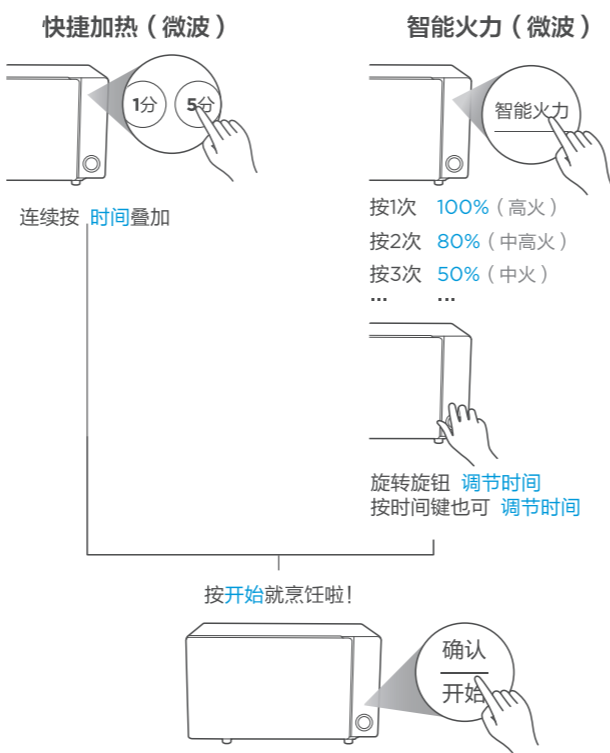 快捷加热（微波）
1分 5分
连续按 时间叠加
智能火力（微波）
智能火力
按1次 100%（高火）
按2次 80%（中高火）
按3次 50%（中火）
... ...
旋转旋钮 调节时间
按时间键也可 调节时间
按开始就烹饪啦！
确认
开始